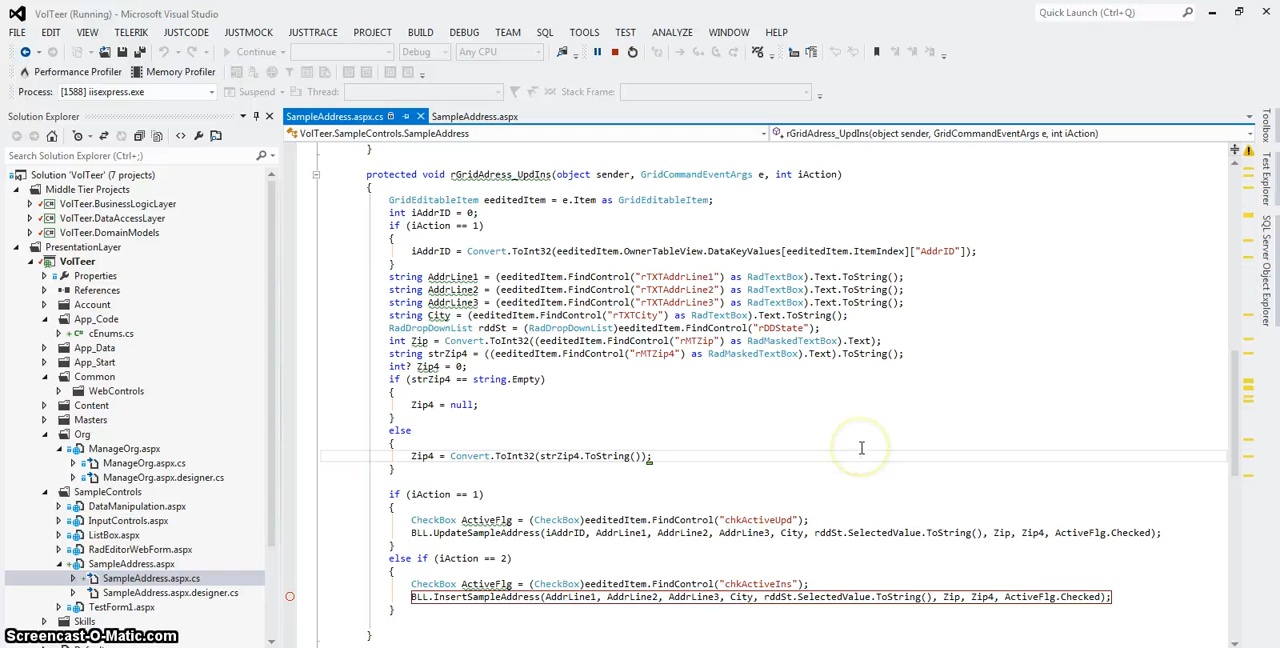 VolTeer (Running) - Microsoft Visual Studio
Quick Launch (Ctrl+Q)
FILE EDIT VIEW TELERIK JUSTCODE JUSTMOCK JUSTTRACE PROJECT BUILD DEBUG TEAM SQL TOOLS TEST ANALYZE WINDOW HELP
Continue Debug Any CPU
Performance Profiler Memory Profiler
Process: [1588] iisexpress.exe Suspend Thread: Stack Frame:
Solution Explorer
SampleAddress.aspx.cs SampleAddress.aspx
VolTeer.SampleControls.SampleAddress
rGridAdress_UpdIns(object sender, GridCommandEventArgs e, int iAction)
Search Solution Explorer (Ctrl+;)
Solution 'VolTeer' (7 projects)
Middle Tier Projects
VolTeer.BusinessLogicLayer
VolTeer.DataAccessLayer
VolTeer.DomainModels
PresentationLayer
VolTeer
Properties
References
Account
App_Code
cEnums.cs
App_Data
App_Start
Common
WebControls
Content
Masters
Org
ManageOrg.aspx
ManageOrg.aspx.cs
ManageOrg.aspx.designer.cs
SampleControls
DataManipulation.aspx
InputControls.aspx
ListBox.aspx
RadEditorWebForm.aspx
SampleAddress.aspx
SampleAddress.aspx.cs
SampleAddress.aspx.designer.cs
TestForm1.aspx
Skills
}
protected void rGridAdress_UpdIns(object sender, GridCommandEventArgs e, int iAction)
{
GridEditableItem eeditedItem = e.Item as GridEditableItem;
int iAddrID = 0;
if (iAction == 1)
{
iAddrID = Convert.ToInt32(eeditedItem.OwnerTableView.DataKeyValues[eeditedItem.ItemIndex]["AddrID"]);
}
string AddrLine1 = (eeditedItem.FindControl("rTXTAddrLine1") as RadTextBox).Text.ToString();
string AddrLine2 = (eeditedItem.FindControl("rTXTAddrLine2") as RadTextBox).Text.ToString();
string AddrLine3 = (eeditedItem.FindControl("rTXTAddrLine3") as RadTextBox).Text.ToString();
string City = (eeditedItem.FindControl("rTXTCity") as RadTextBox).Text.ToString();
RadDropDownList rddSt = (RadDropDownList)eeditedItem.FindControl("rDDState");
int Zip = Convert.ToInt32((eeditedItem.FindControl("rMTZip") as RadMaskedTextBox).Text);
string strZip4 = ((eeditedItem.FindControl("rMTZip4") as RadMaskedTextBox).Text).ToString();
int? Zip4 = 0;
if (strZip4 == string.Empty)
{
Zip4 = null;
}
else
{
Zip4 = Convert.ToInt32(strZip4.ToString());
}
if (iAction == 1)
{
CheckBox ActiveFlg = (CheckBox)eeditedItem.FindControl("chkActiveUpd");
BLL.UpdateSampleAddress(iAddrID, AddrLine1, AddrLine2, AddrLine3, City, rddSt.SelectedValue.ToString(), Zip, Zip4, ActiveFlg.Checked);
}
else if (iAction == 2)
{
CheckBox ActiveFlg = (CheckBox)eeditedItem.FindControl("chkActiveIns");
BLL.InsertSampleAddress(AddrLine1, AddrLine2, AddrLine3, City, rddSt.SelectedValue.ToString(), Zip, Zip4, ActiveFlg.Checked);
}
}
Toolbox
Test Explorer
SQL Server Object Explorer
Screencast-O-Matic.com